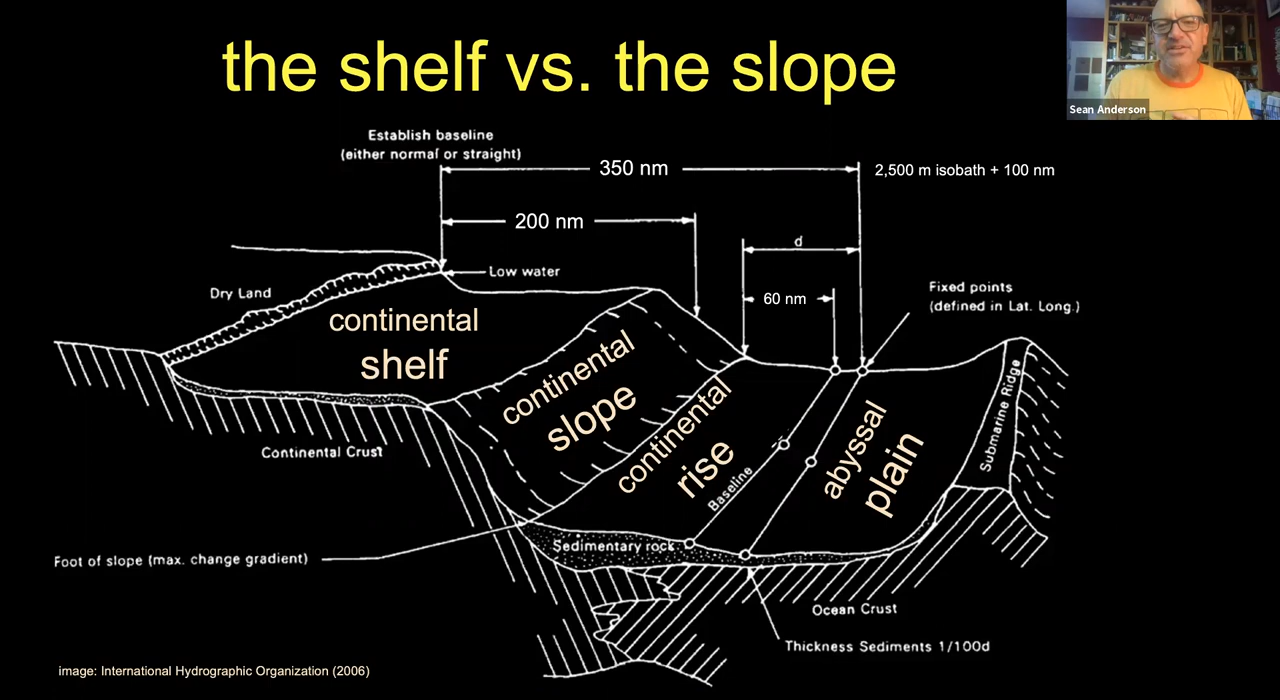 the shelf vs. the slope
Sean Anderson
Establish baseline
(either normal or straight)
350 nm
2,500 m isobath + 100 nm
200 nm
d
Low water
60 nm
Fixed points
(defined in Lat. Long.)
Dry Land
continental
shelf
continental
slope
continental
rise
Baseline
abyssal
plain
Submarine Ridge
Continental Crust
Foot of slope (max. change gradient)
Sedimentary rock
Ocean Crust
Thickness Sediments 1/100d
image: International Hydrographic Organization (2006)